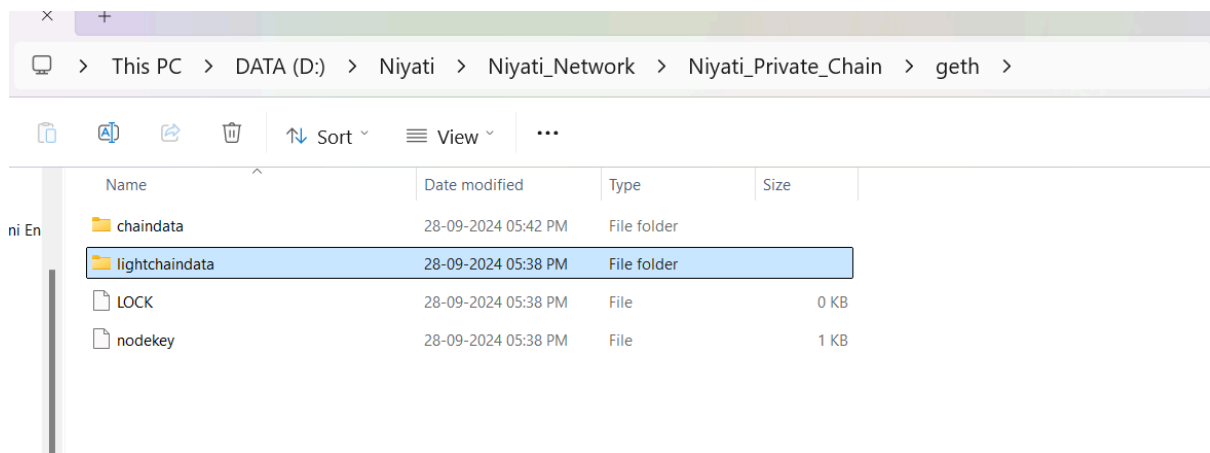 This PC > DATA (D:) > Niyati > Niyati_Network > Niyati_Private_Chain > geth >
Sort View ...
Name Date modified Type Size
ni En
chaindata 28-09-2024 05:42 PM File folder
lightchaindata 28-09-2024 05:38 PM File folder
LOCK 28-09-2024 05:38 PM File 0 KB
nodekey 28-09-2024 05:38 PM File 1 KB